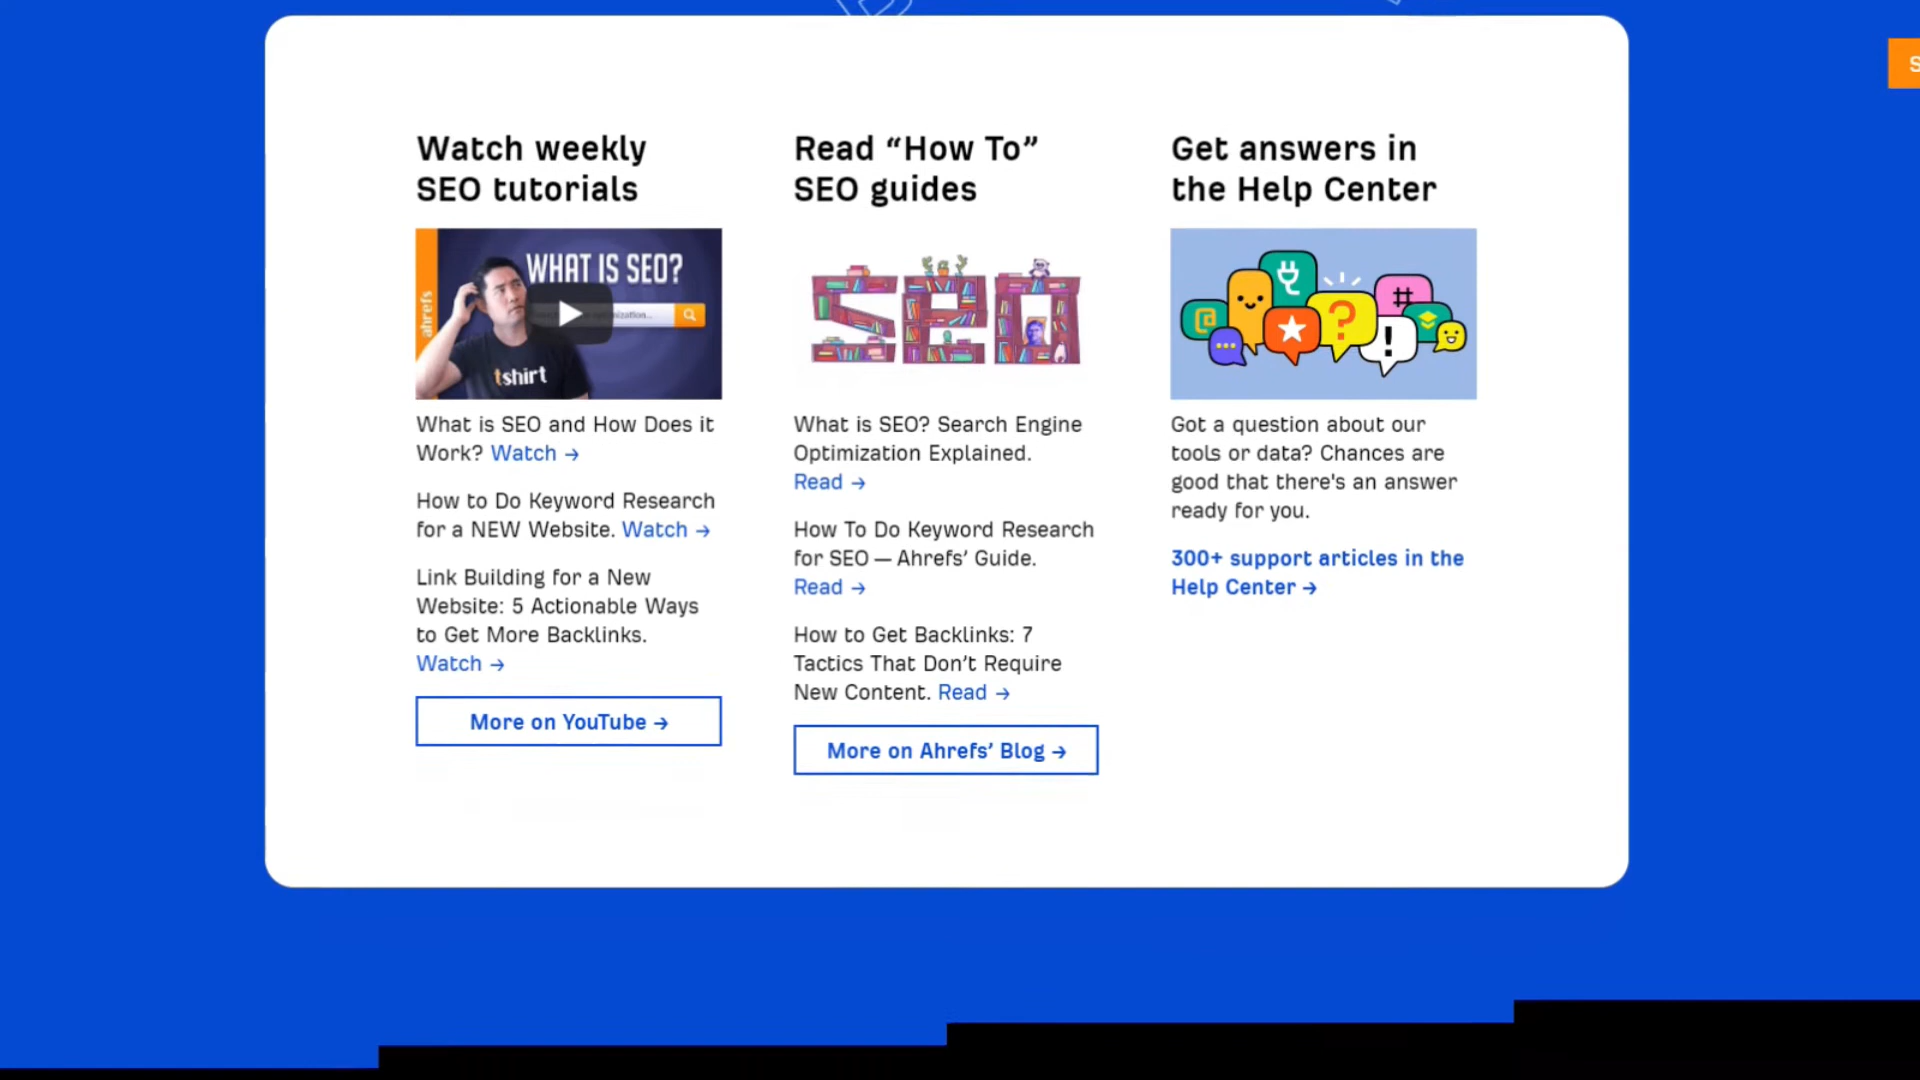 Watch weekly
SEO tutorials
ahrefs
WHAT IS SEO?
tshirt
What is SEO and How Does it
Work? Watch →
How to Do Keyword Research
for a NEW Website. Watch →
Link Building for a New
Website: 5 Actionable Ways
to Get More Backlinks.
Watch →
More on YouTube →
Read “How To”
SEO guides
seo
What is SEO? Search Engine
Optimization Explained.
Read →
How To Do Keyword Research
for SEO — Ahrefs’ Guide.
Read →
How to Get Backlinks: 7
Tactics That Don’t Require
New Content. Read →
More on Ahrefs’ Blog →
Get answers in
the Help Center
@
?
#
!
Got a question about our
tools or data? Chances are
good that there's an answer
ready for you.
300+ support articles in the
Help Center →